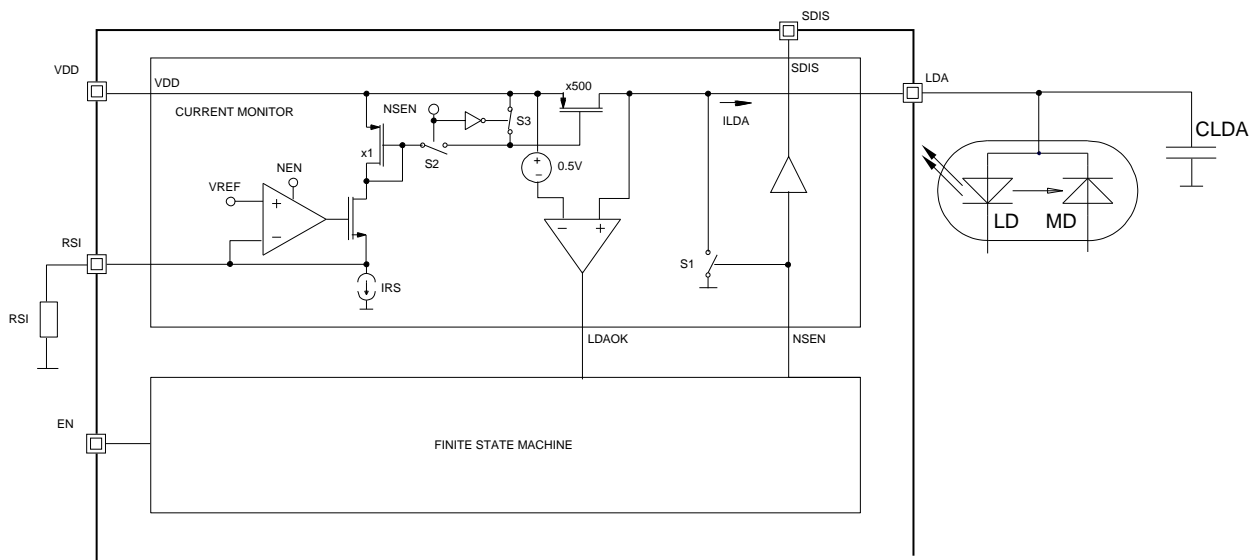 SDIS
VDD
VDD
CURRENT MONITOR
NSEN
S2
S3
x500
SDIS
LDA
ILDA
CLDA
x1
0.5V
NEN
VREF
+
−
+
−
−
+
LD
MD
RSI
S1
IRS
RSI
LDAOK
NSEN
EN
FINITE STATE MACHINE